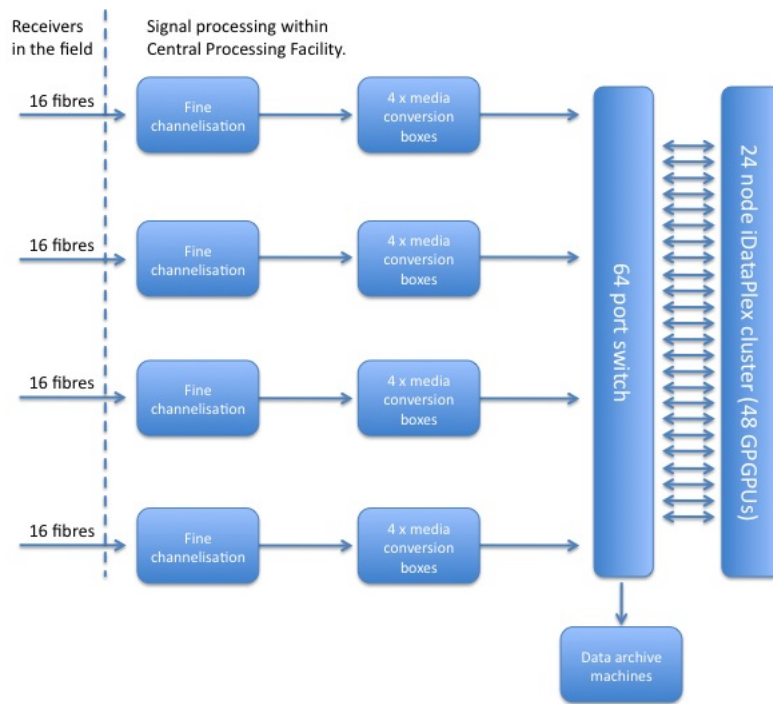 Receivers
in the field
Signal processing within
Central Processing Facility.
16 fibres
Fine
channelisation
4 x media
conversion
boxes
16 fibres
Fine
channelisation
4 x media
conversion
boxes
16 fibres
Fine
channelisation
4 x media
conversion
boxes
16 fibres
Fine
channelisation
4 x media
conversion
boxes
64 port switch
24 node iDataPlex cluster (48 GPGPUs)
Data archive
machines